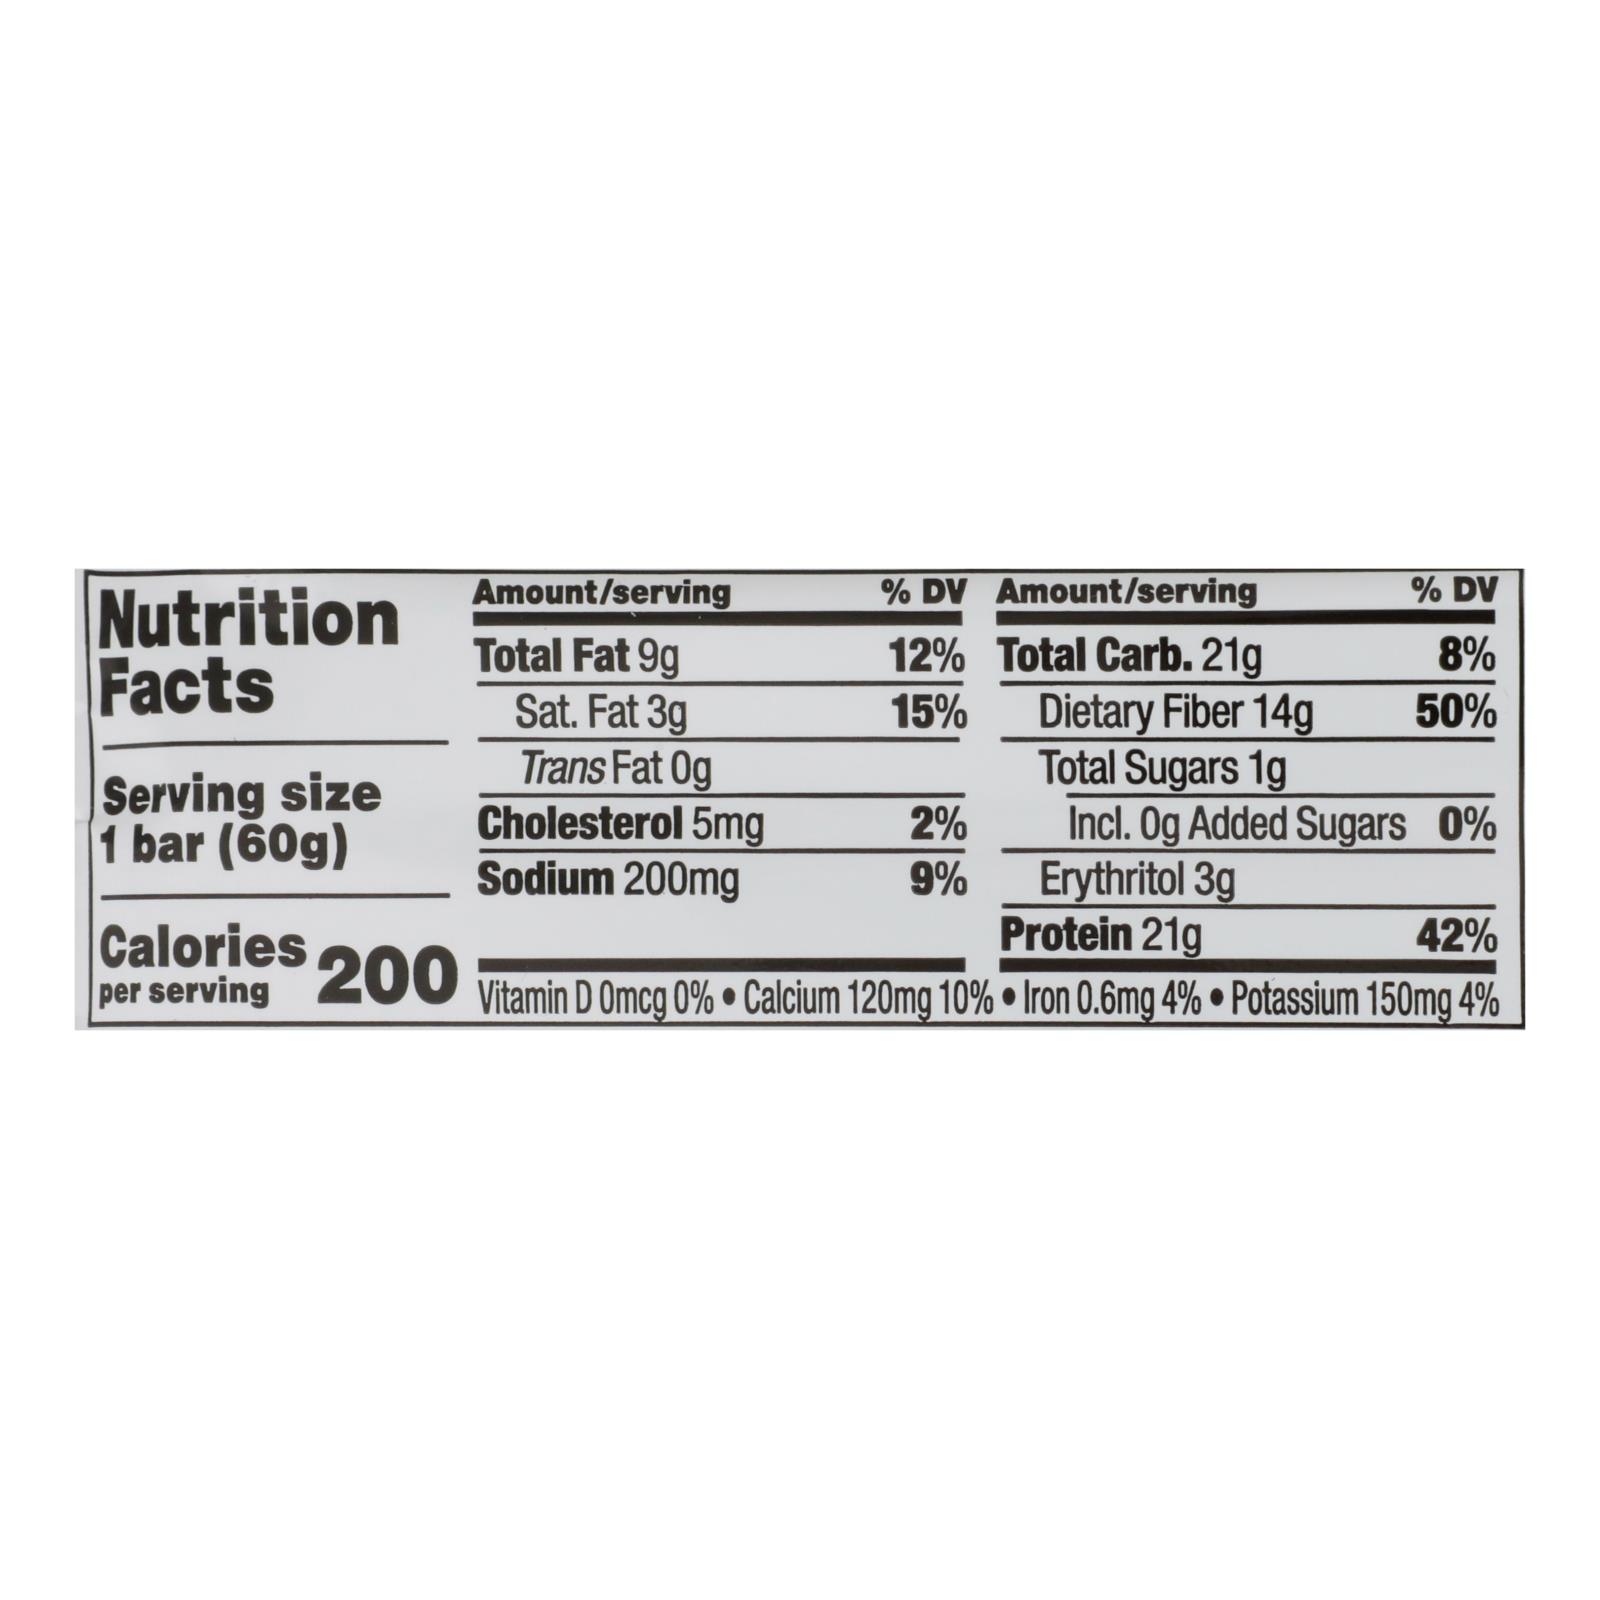 Nutrition
Facts
Serving size
1 bar (60g)
Calories
per serving
200
Amount/serving % DV
Total Fat 9g 12%
Sat. Fat 3g 15%
Trans Fat 0g
Cholesterol 5mg 2%
Sodium 200mg 9%
Amount/serving % DV
Total Carb. 21g 8%
Dietary Fiber 14g 50%
Total Sugars 1g
Incl. 0g Added Sugars 0%
Erythritol 3g
Protein 21g 42%
Vitamin D 0mcg 0% • Calcium 120mg 10% • Iron 0.6mg 4% • Potassium 150mg 4%